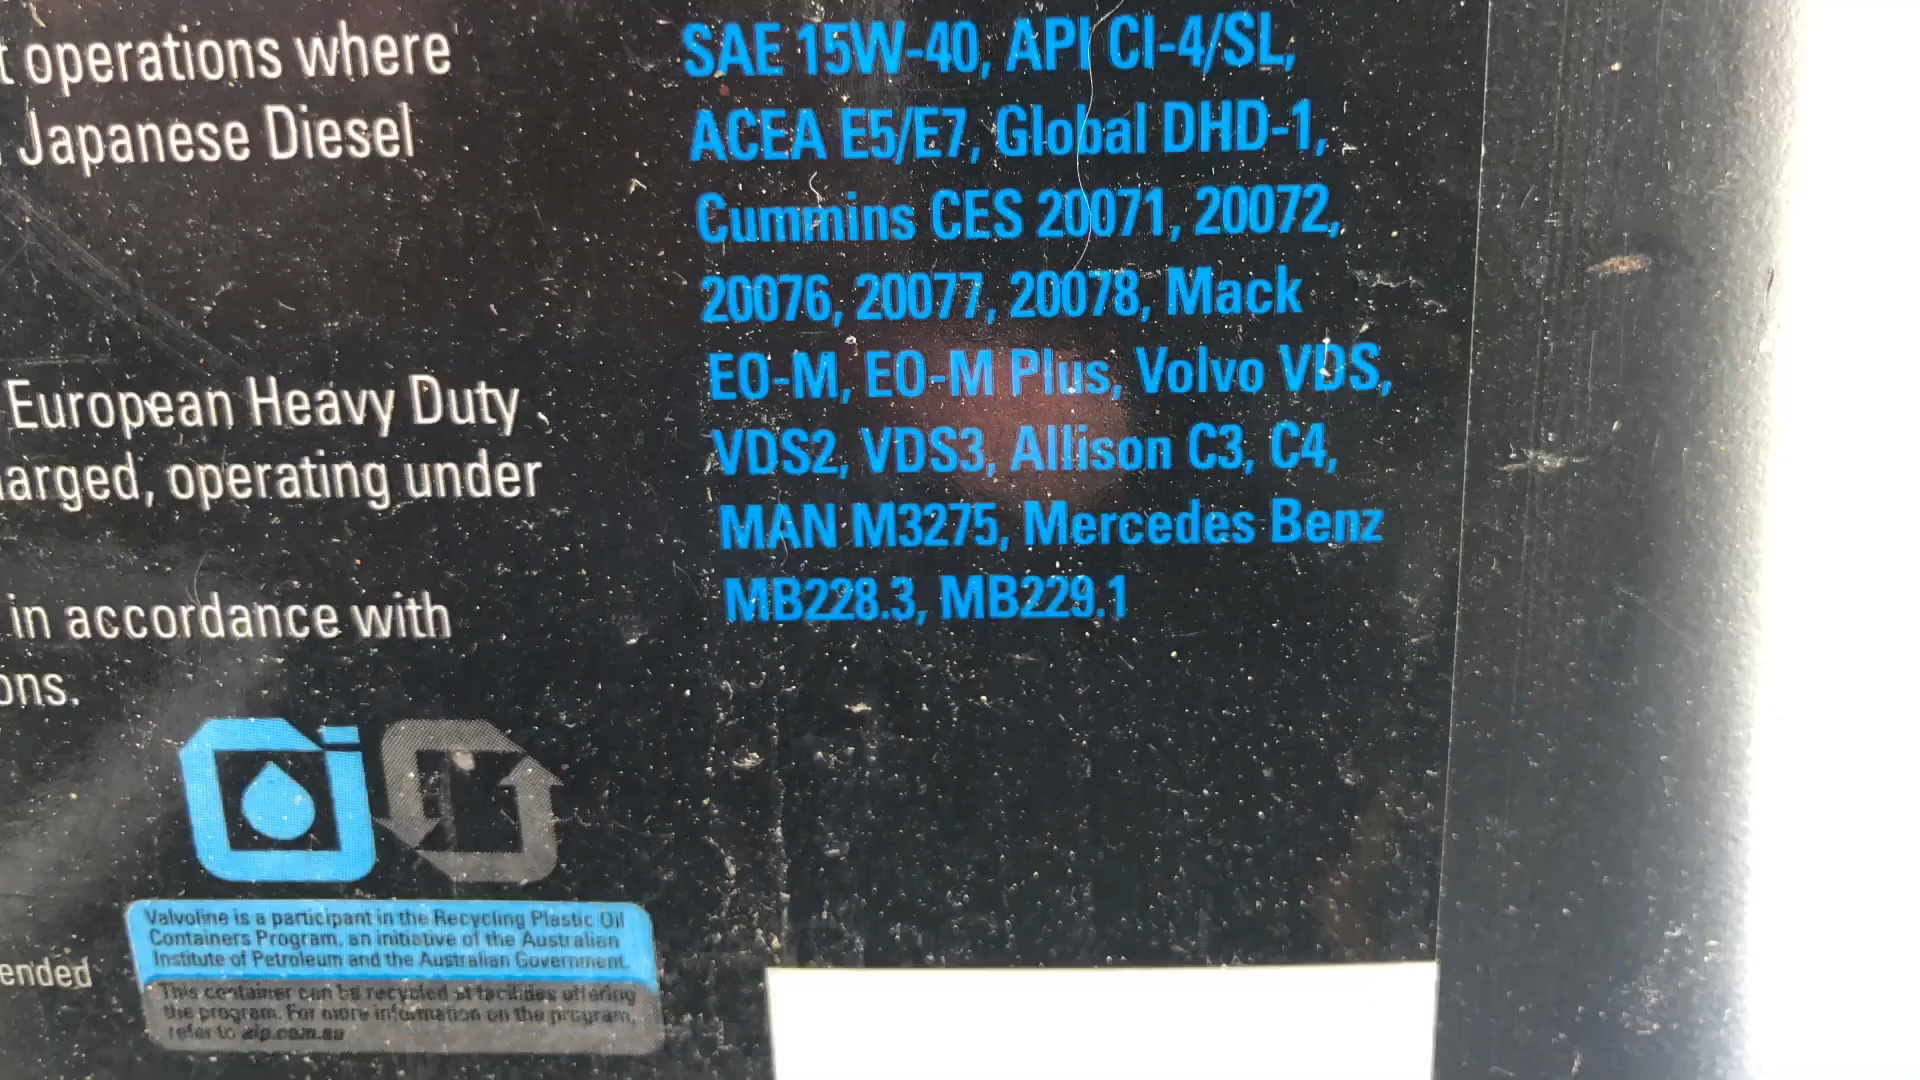 t operations where
Japanese Diesel
European Heavy Duty
arged, operating under
in accordance with
ons.
ended
SAE 15W-40, API CI-4/SL,
ACEA E5/E7, Global DHD-1,
Cummins CES 20071, 20072,
20076, 20077, 20078, Mack
EO-M, EO-M Plus, Volvo VDS,
VDS2, VDS3, Allison C3, C4,
MAN M3275, Mercedes Benz
MB228.3, MB229.1
Valvoline is a participant in the Recycling Plastic Oil
Containers Program, an initiative of the Australian
Institute of Petroleum and the Australian Government.
This container can be recycled at facilities offering
the program. For more information on the program,
refer to aip.com.au